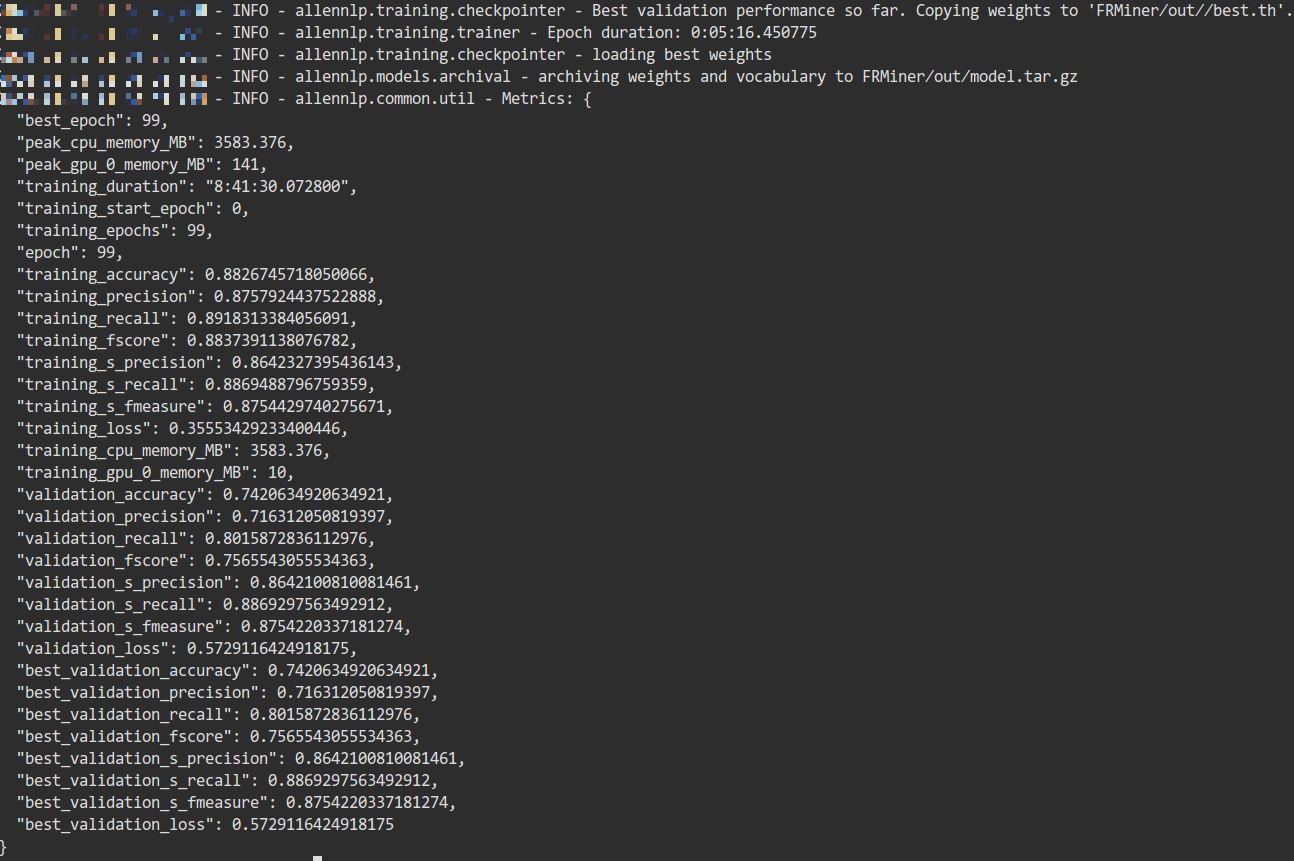 - INFO - allennlp.training.checkpointer - Best validation performance so far. Copying weights to 'FRMiner/out//best.th'.
- INFO - allennlp.training.trainer - Epoch duration: 0:05:16.450775
- INFO - allennlp.training.checkpointer - loading best weights
- INFO - allennlp.models.archival - archiving weights and vocabulary to FRMiner/out/model.tar.gz
- INFO - allennlp.common.util - Metrics: {
"best_epoch": 99,
"peak_cpu_memory_MB": 3583.376,
"peak_gpu_0_memory_MB": 141,
"training_duration": "8:41:30.072800",
"training_start_epoch": 0,
"training_epochs": 99,
"epoch": 99,
"training_accuracy": 0.8826745718050066,
"training_precision": 0.8757924437522888,
"training_recall": 0.8918313384056091,
"training_fscore": 0.8837391138076782,
"training_s_precision": 0.8642327395436143,
"training_s_recall": 0.8869488796759359,
"training_s_fmeasure": 0.8754429740275671,
"training_loss": 0.35553429233400446,
"training_cpu_memory_MB": 3583.376,
"training_gpu_0_memory_MB": 10,
"validation_accuracy": 0.7420634920634921,
"validation_precision": 0.716312050819397,
"validation_recall": 0.8015872836112976,
"validation_fscore": 0.7565543055534363,
"validation_s_precision": 0.8642100810081461,
"validation_s_recall": 0.8869297563492912,
"validation_s_fmeasure": 0.8754220337181274,
"validation_loss": 0.5729116424918175,
"best_validation_accuracy": 0.7420634920634921,
"best_validation_precision": 0.716312050819397,
"best_validation_recall": 0.8015872836112976,
"best_validation_fscore": 0.7565543055534363,
"best_validation_s_precision": 0.8642100810081461,
"best_validation_s_recall": 0.8869297563492912,
"best_validation_s_fmeasure": 0.8754220337181274,
"best_validation_loss": 0.5729116424918175
}